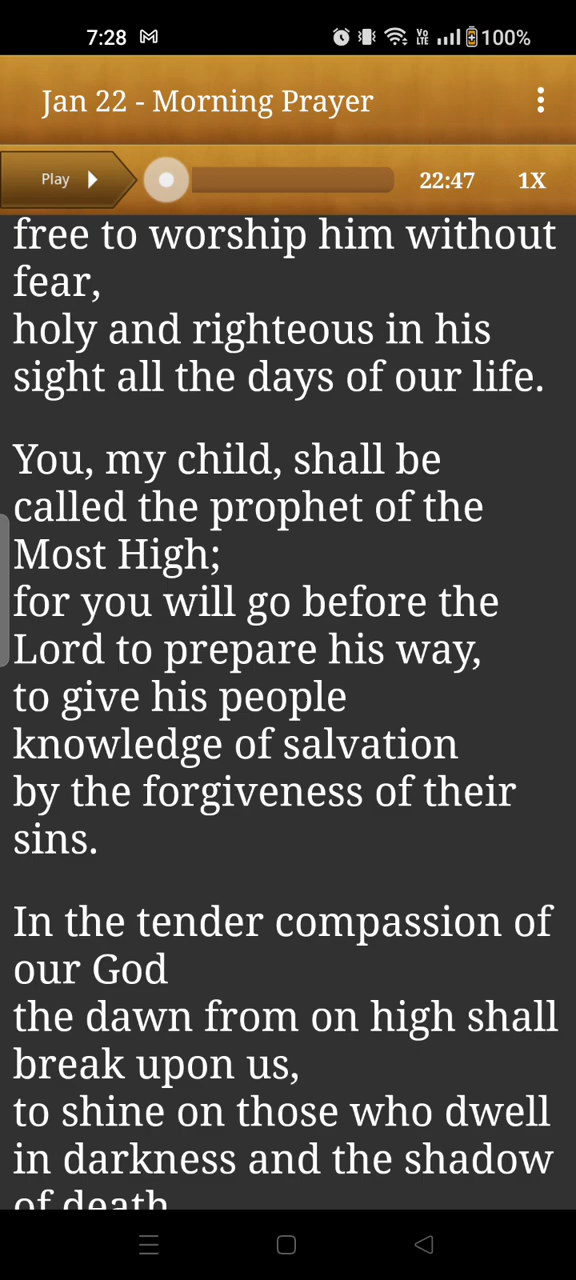 7:28
VO LTE 100%
Jan 22 - Morning Prayer
Play 22:47 1X
free to worship him without
fear,
holy and righteous in his
sight all the days of our life.
You, my child, shall be
called the prophet of the
Most High;
for you will go before the
Lord to prepare his way,
to give his people
knowledge of salvation
by the forgiveness of their
sins.
In the tender compassion of
our God
the dawn from on high shall
break upon us,
to shine on those who dwell
in darkness and the shadow
of death